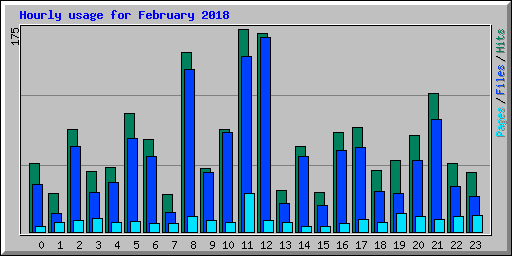 Hourly usage for February 2018
175
Pages/Files/Hits
0 1 2 3 4 5 6 7 8 9 10 11 12 13 14 15 16 17 18 19 20 21 22 23